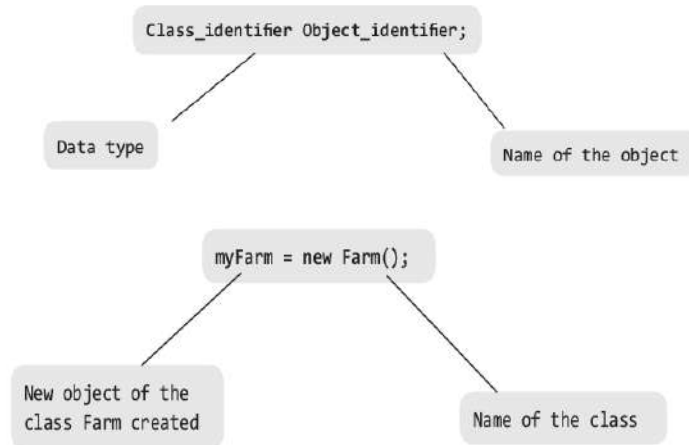 Class_identifier Object_identifier;
Data type
Name of the object
myFarm = new Farm();
New object of the
class Farm created
Name of the class